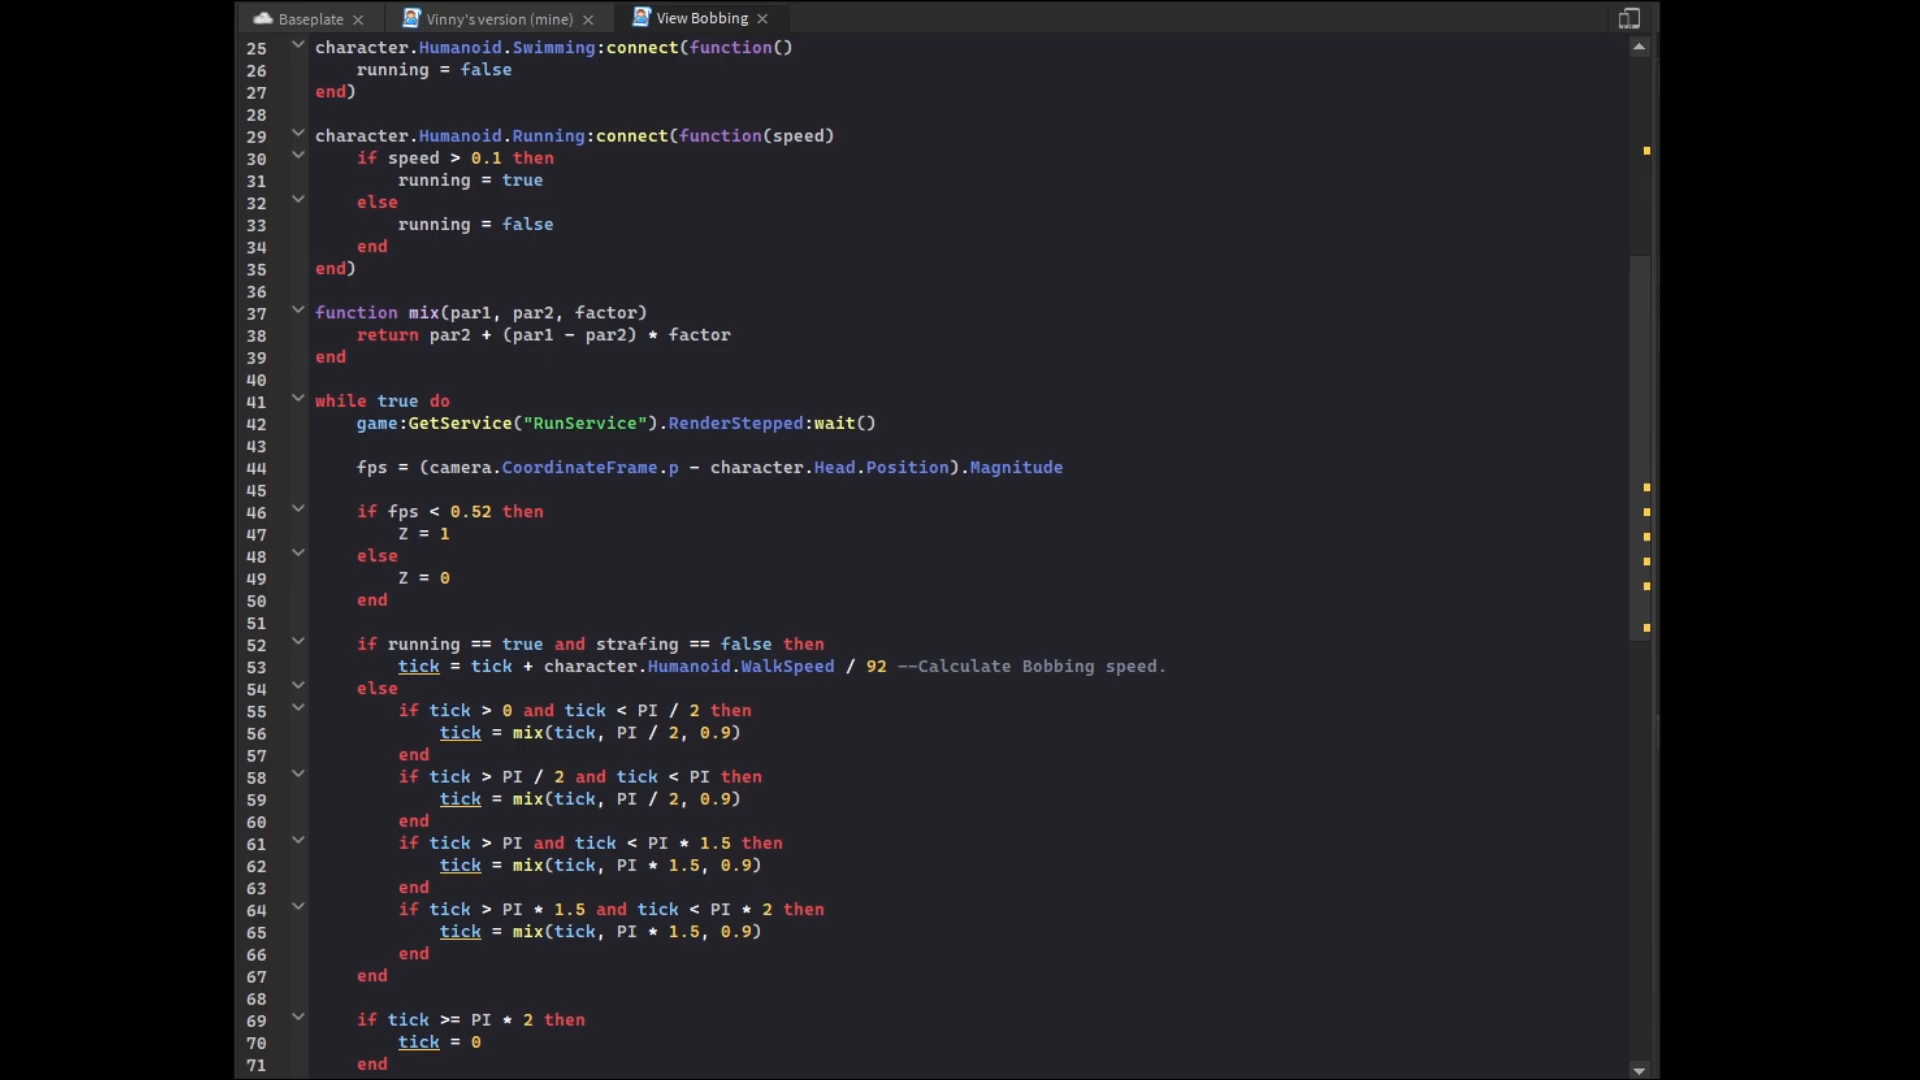 Baseplate Vinny's version (mine) View Bobbing
25 character.Humanoid.Swimming:connect(function()
26 running = false
27 end)
28
29 character.Humanoid.Running:connect(function(speed)
30 if speed > 0.1 then
31 running = true
32 else
33 running = false
34 end
35 end)
36
37 function mix(par1, par2, factor)
38 return par2 + (par1 - par2) * factor
39 end
40
41 while true do
42 game:GetService("RunService").RenderStepped:wait()
43
44 fps = (camera.CoordinateFrame.p - character.Head.Position).Magnitude
45
46 if fps < 0.52 then
47 Z = 1
48 else
49 Z = 0
50 end
51
52 if running == true and strafing == false then
53 tick = tick + character.Humanoid.WalkSpeed / 92 --Calculate Bobbing speed.
54 else
55 if tick > 0 and tick < PI / 2 then
56 tick = mix(tick, PI / 2, 0.9)
57 end
58 if tick > PI / 2 and tick < PI then
59 tick = mix(tick, PI / 2, 0.9)
60 end
61 if tick > PI and tick < PI * 1.5 then
62 tick = mix(tick, PI * 1.5, 0.9)
63 end
64 if tick > PI * 1.5 and tick < PI * 2 then
65 tick = mix(tick, PI * 1.5, 0.9)
66 end
67 end
68
69 if tick >= PI * 2 then
70 tick = 0
71 end